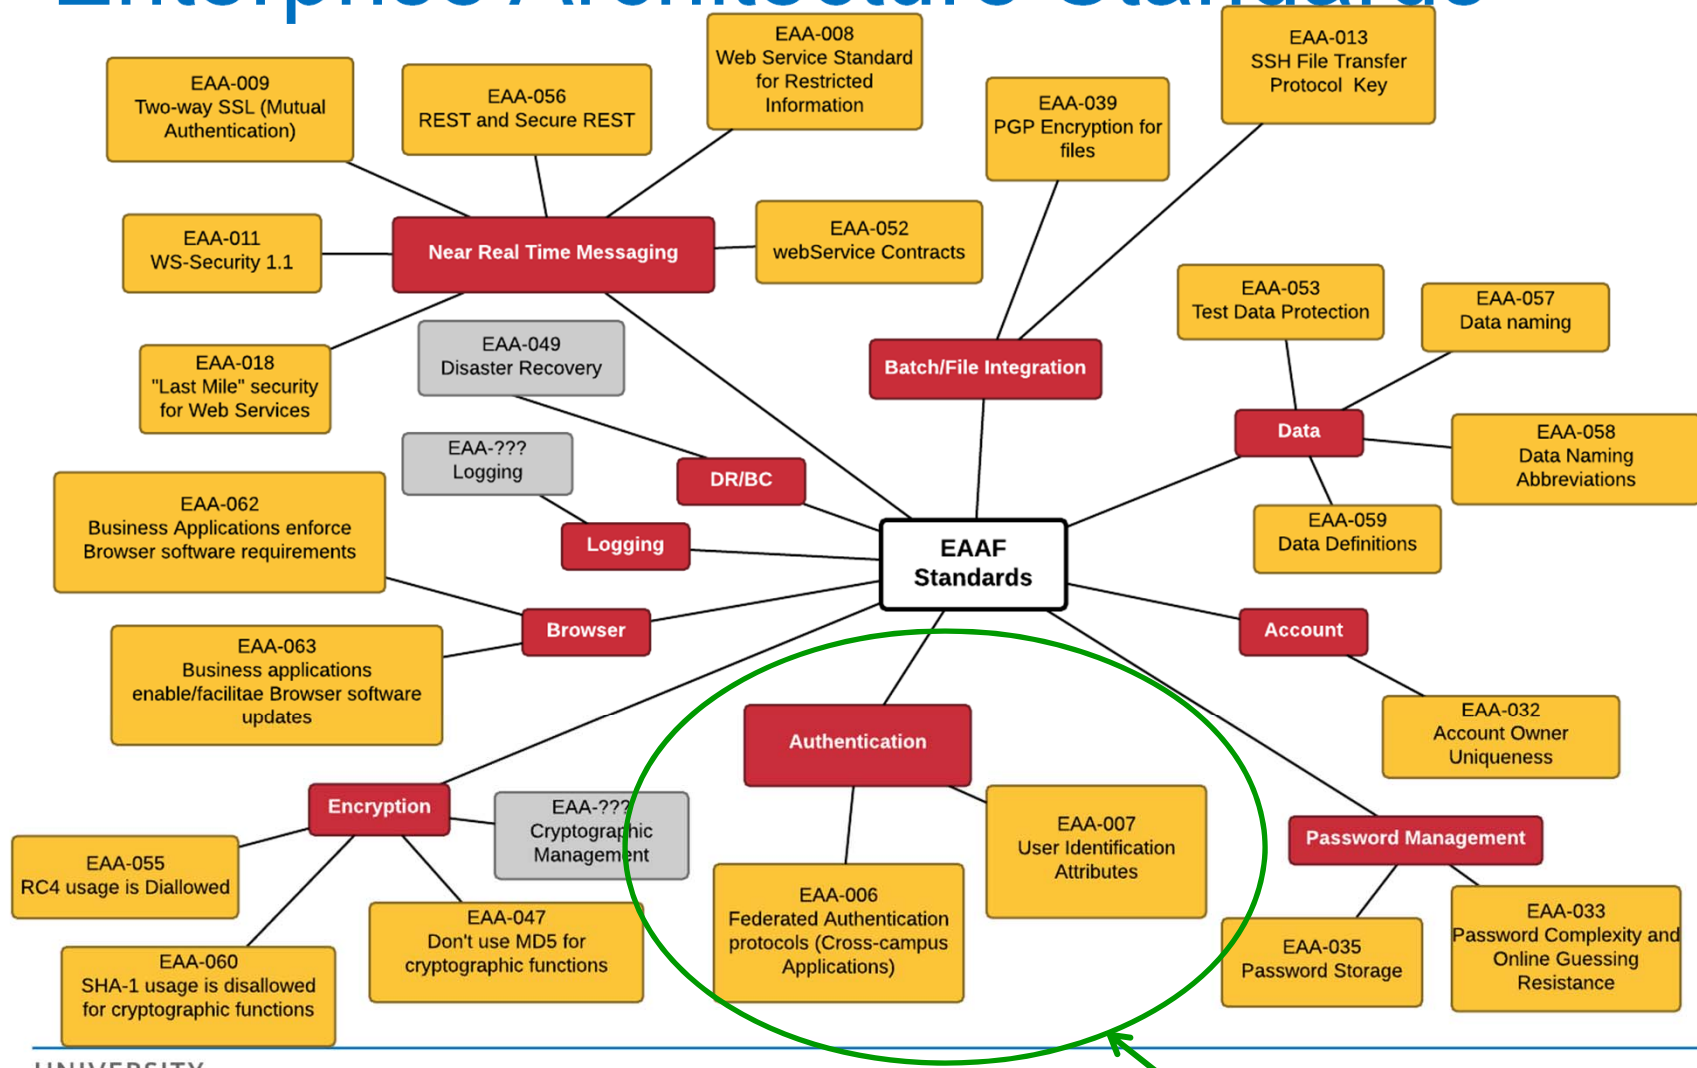 Enterprise Architecture Standards
EAA-008
Web Service Standard
for Restricted
Information
EAA-013
SSH File Transfer
Protocol Key
EAA-009
Two-way SSL (Mutual
Authentication)
EAA-056
REST and Secure REST
EAA-039
PGP Encryption for
files
EAA-011
WS-Security 1.1
Near Real Time Messaging
EAA-052
webService Contracts
EAA-053
Test Data Protection
EAA-057
Data naming
EAA-018
"Last Mile" security
for Web Services
EAA-049
Disaster Recovery
Batch/File Integration
Data
EAA-058
Data Naming
Abbreviations
EAA-???
Logging
DR/BC
EAA-062
Business Applications enforce
Browser software requirements
Logging
EAAF
Standards
EAA-059
Data Definitions
Browser
Account
EAA-063
Business applications
enable/facilitae Browser software
updates
EAA-032
Account Owner
Uniqueness
Authentication
Encryption
EAA-???
Cryptographic
Management
EAA-007
User Identification
Attributes
Password Management
EAA-055
RC4 usage is Diallowed
EAA-006
Federated Authentication
protocols (Cross-campus
Applications)
EAA-047
Don't use MD5 for
cryptographic functions
EAA-035
Password Storage
EAA-033
Password Complexity and
Online Guessing
Resistance
EAA-060
SHA-1 usage is disallowed
for cryptographic functions
UNIVERSITY